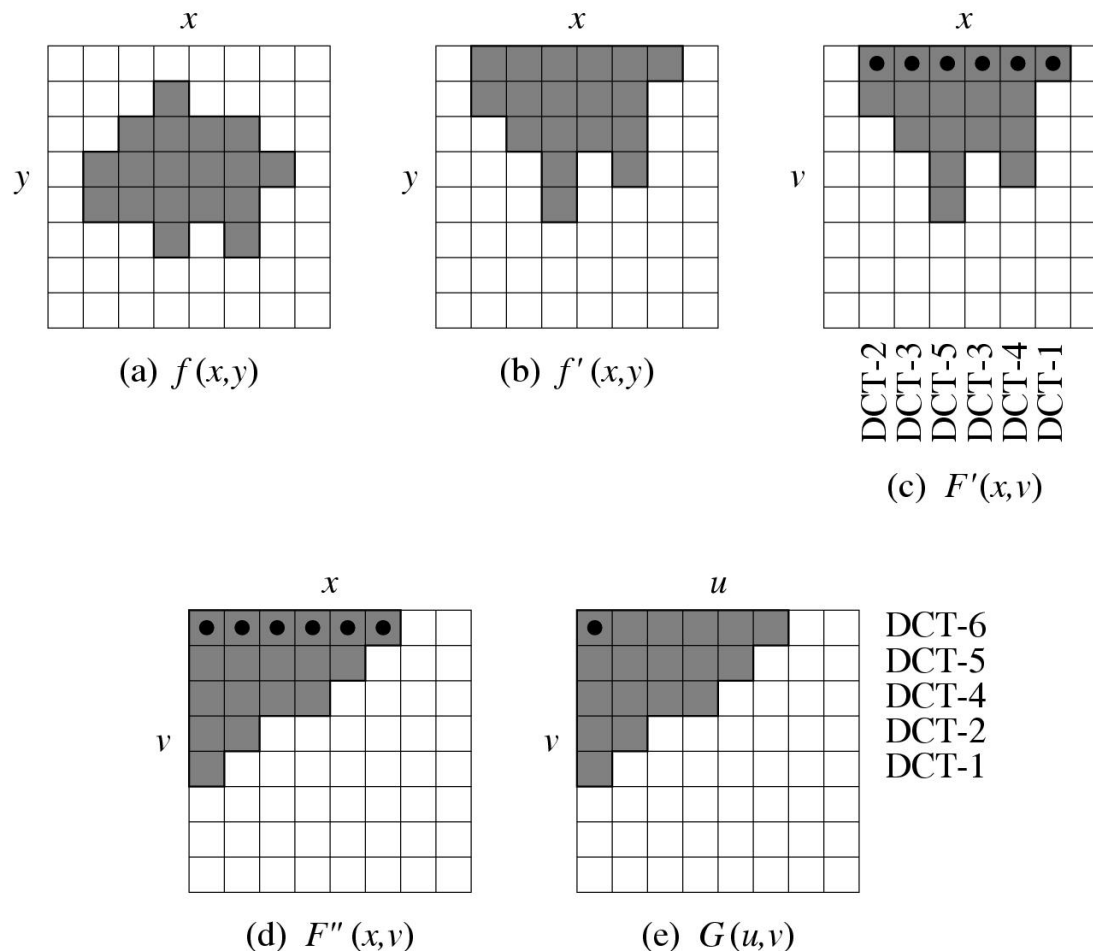 x
x
x
y
y
v
(a) f (x,y)
(b) f' (x,y)
DCT-2
DCT-3
DCT-5
DCT-3
DCT-4
DCT-1
(c) F'(x,v)
x
u
DCT-6
DCT-5
DCT-4
v
v
DCT-2
DCT-1
(d) F" (x,v)
(e) G(u,v)